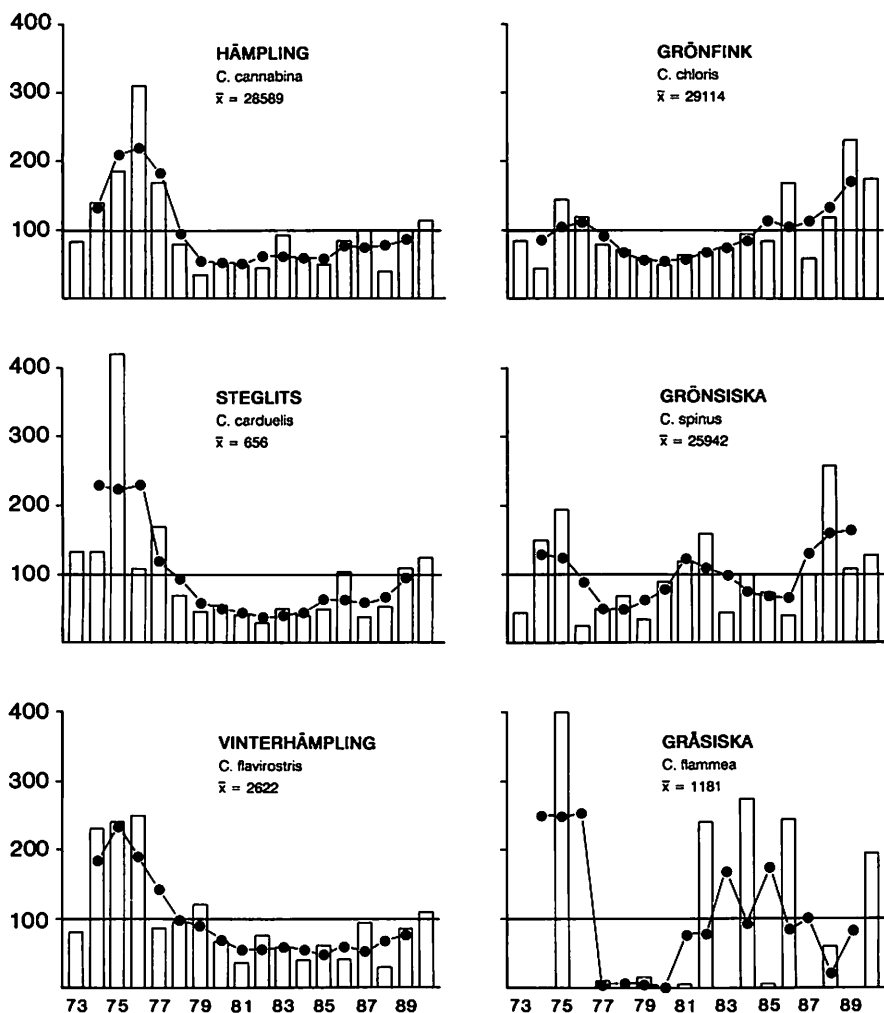 400
300
200
100
HÄMPLING
C. cannabina
x̄ = 28589
GRÖNFINK
C. chloris
x̄ = 29114
400
300
200
100
STEGLITS
C. carduelis
x̄ = 656
GRÖNSISKA
C. spinus
x̄ = 25942
400
300
200
100
VINTERHÄMPLING
C. flavirostris
x̄ = 2622
GRÅSISKA
C. flammea
x̄ = 1181
73 75 77 79 81 83 85 87 89
73 75 77 79 81 83 85 87 89